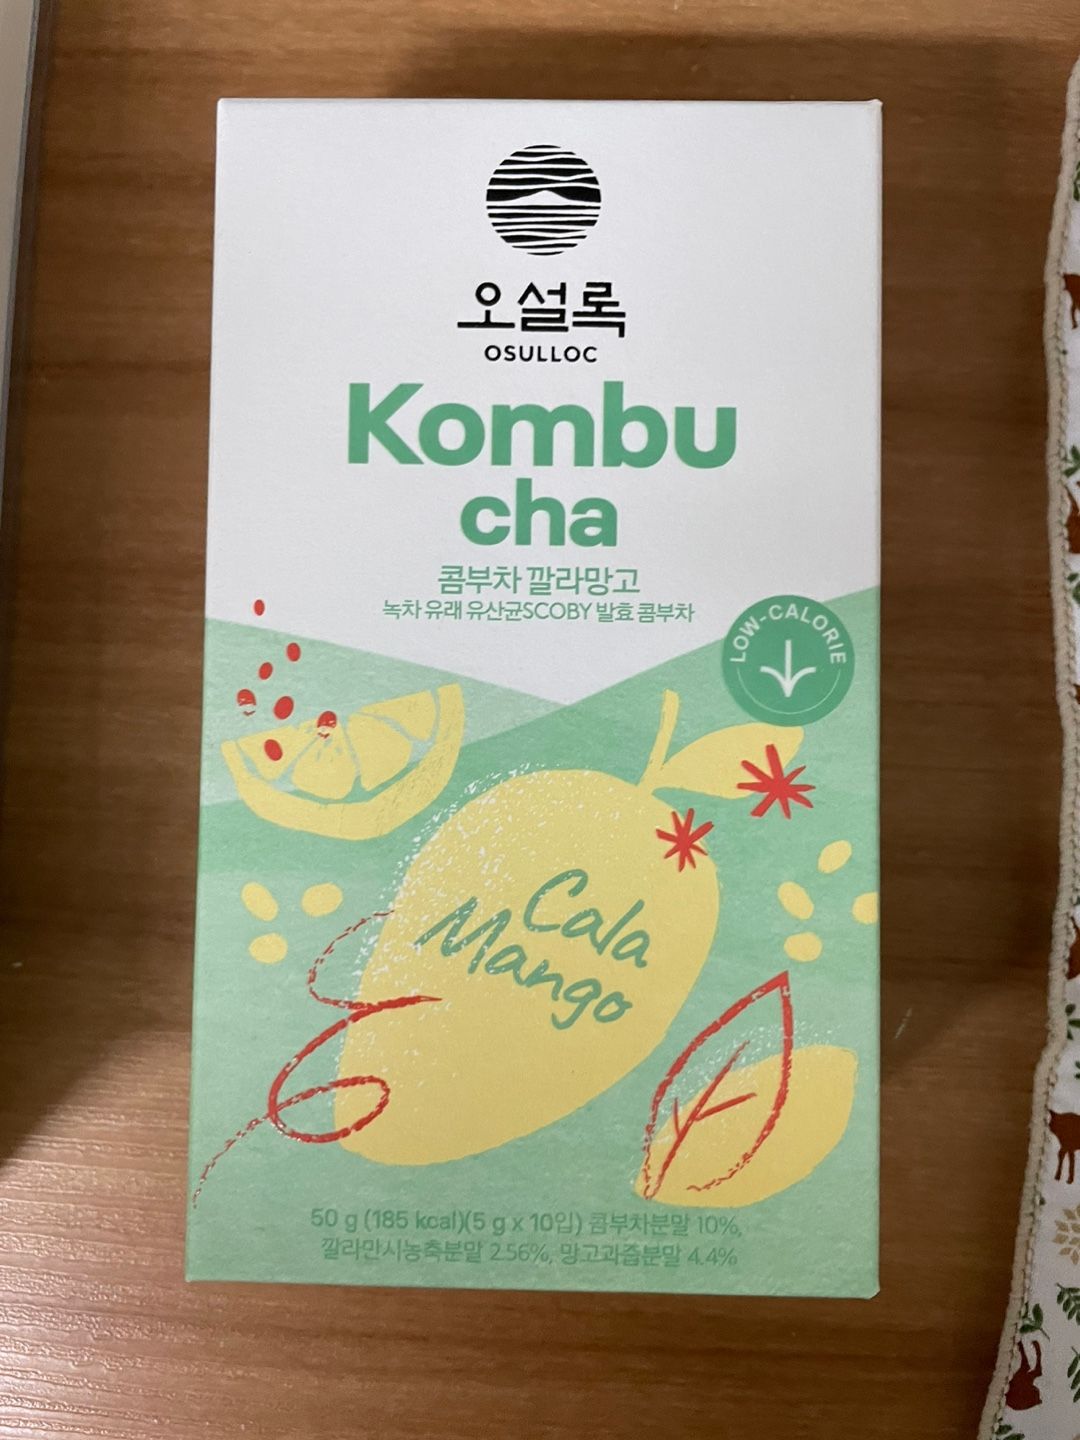 오설록
OSULLOC
Kombu
cha
콤부차 깔라망고
녹차 유래 유산균SCOBY 발효 콤부차
LOW-CALORIE
Cala
Mango
50 g (185 kcal)(5 g x 10입) 콤부차분말 10%,
깔라만시농축분말 2.56%, 망고과즙분말 4.4%